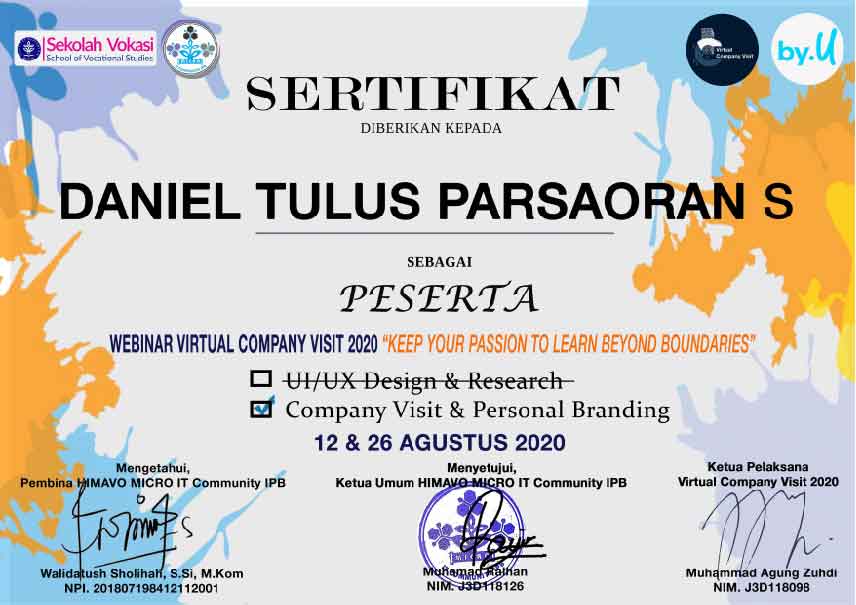 Sekolah Vokasi
School of Vocational Studies
Virtual
Company Visit
by.U
SERTIFIKAT
DIBERIKAN KEPADA
DANIEL TULUS PARSAORAN S
SEBAGAI
PESERTA
WEBINAR VIRTUAL COMPANY VISIT 2020 “KEEP YOUR PASSION TO LEARN BEYOND BOUNDARIES”
UI/UX Design & Research
Company Visit & Personal Branding
12 & 26 AGUSTUS 2020
Mengetahui,
Pembina HIMAVO MICRO IT Community IPB
Walidatush Sholihah, S.Si, M.Kom
NPI. 201807198412112001
Menyetujui,
Ketua Umum HIMAVO MICRO IT Community IPB
Muhamad Raihan
NIM. J3D118126
Ketua Pelaksana
Virtual Company Visit 2020
Muhammad Agung Zuhdi
NIM. J3D118098